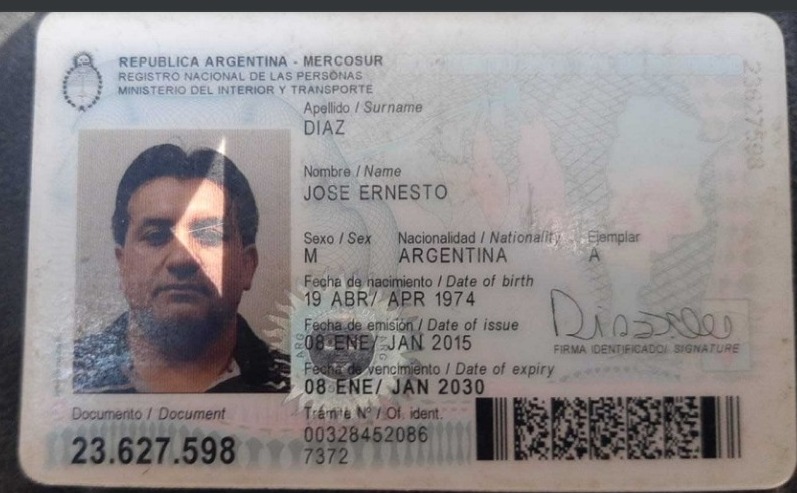 REPUBLICA ARGENTINA - MERCOSUR
REGISTRO NACIONAL DE LAS PERSONAS
MINISTERIO DEL INTERIOR Y TRANSPORTE
Apellido / Surname
DIAZ
Nombre / Name
JOSE ERNESTO
Sexo / Sex Nacionalidad / Nationality Ejemplar
M ARGENTINA A
Fecha de nacimiento / Date of birth
19 ABR/ APR 1974
Fecha de emisión / Date of issue
08 ENE/ JAN 2015
Fecha de vencimiento / Date of expiry
08 ENE/ JAN 2030
FIRMA IDENTIFICADO/ SIGNATURE
Documento / Document
23.627.598
Trámite Nº / Of. ident.
00328452086
7372